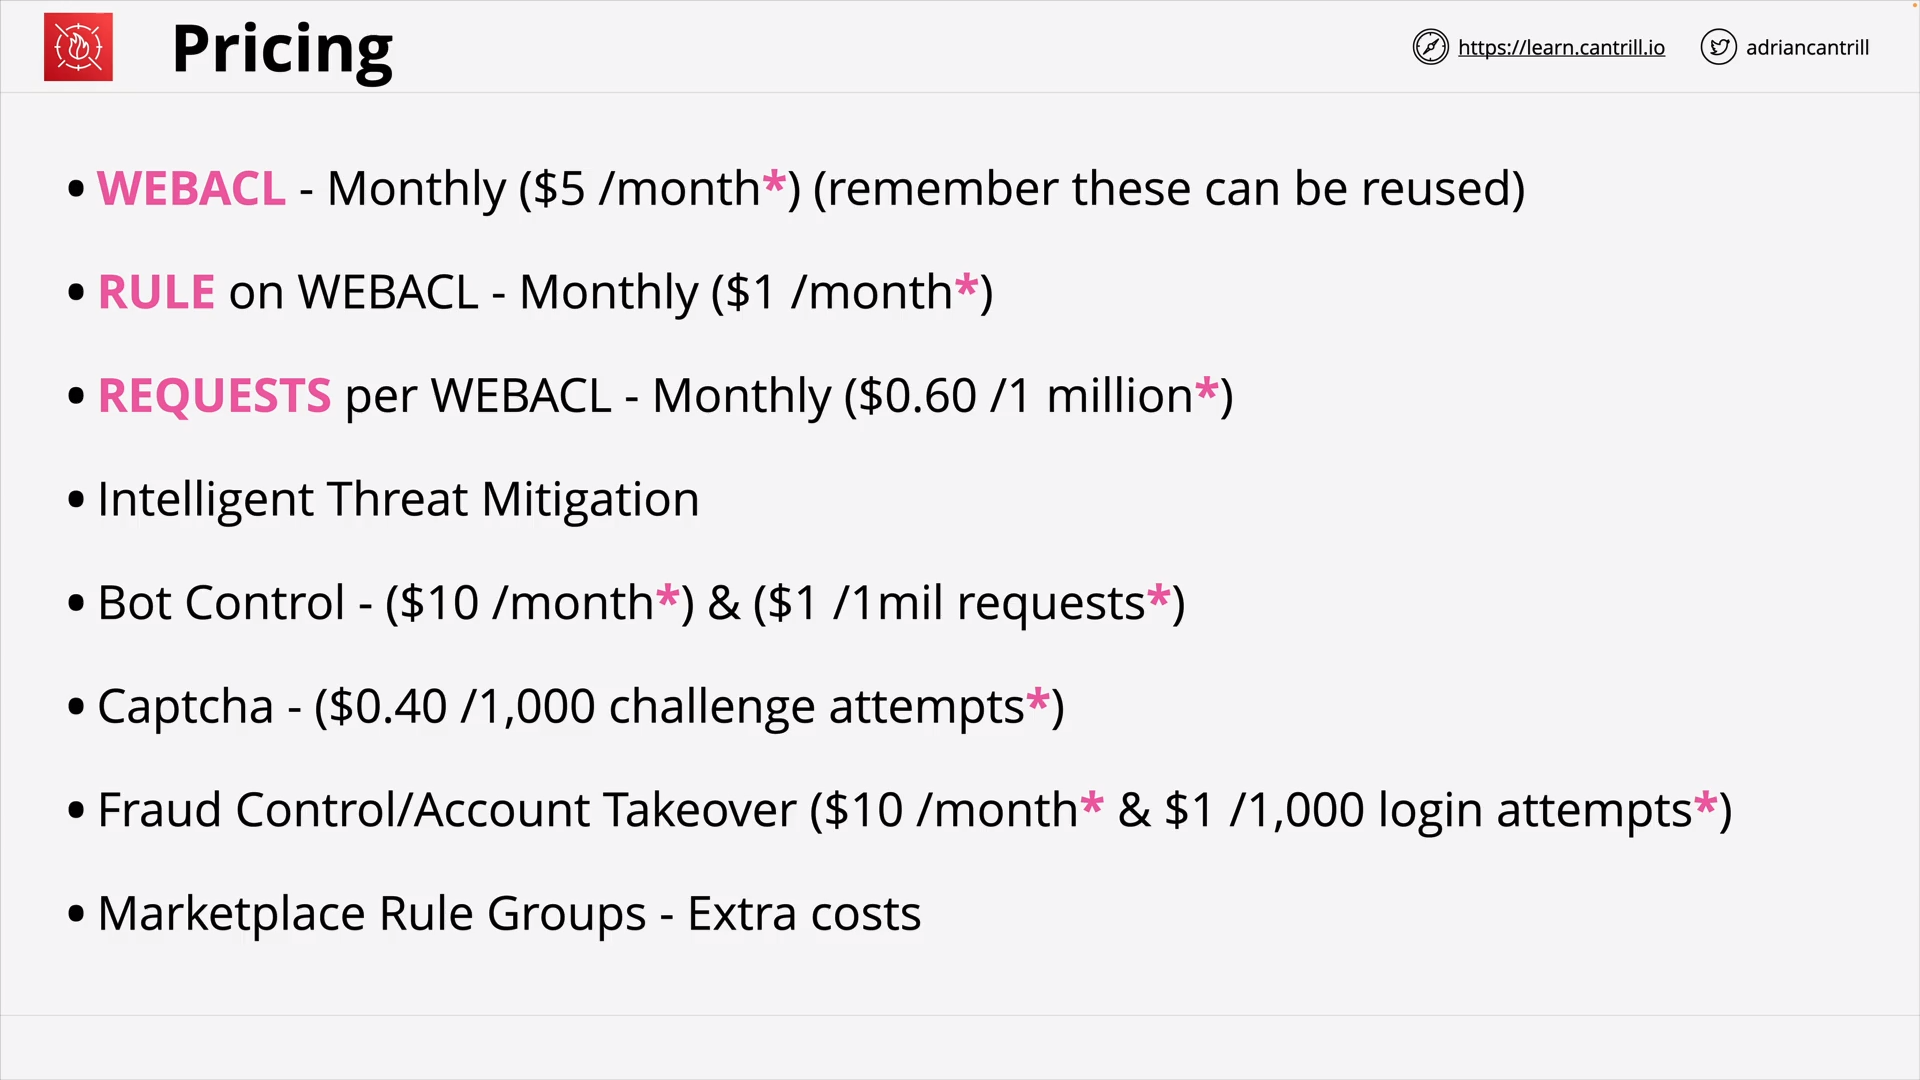 Pricing
https://learn.cantrill.io
adriancantrill
• WEBACL - Monthly ($5 /month*) (remember these can be reused)
• RULE on WEBACL - Monthly ($1 /month*)
• REQUESTS per WEBACL - Monthly ($0.60 /1 million*)
• Intelligent Threat Mitigation
• Bot Control - ($10 /month*) & ($1 /1mil requests*)
• Captcha - ($0.40 /1,000 challenge attempts*)
• Fraud Control/Account Takeover ($10 /month* & $1 /1,000 login attempts*)
• Marketplace Rule Groups - Extra costs